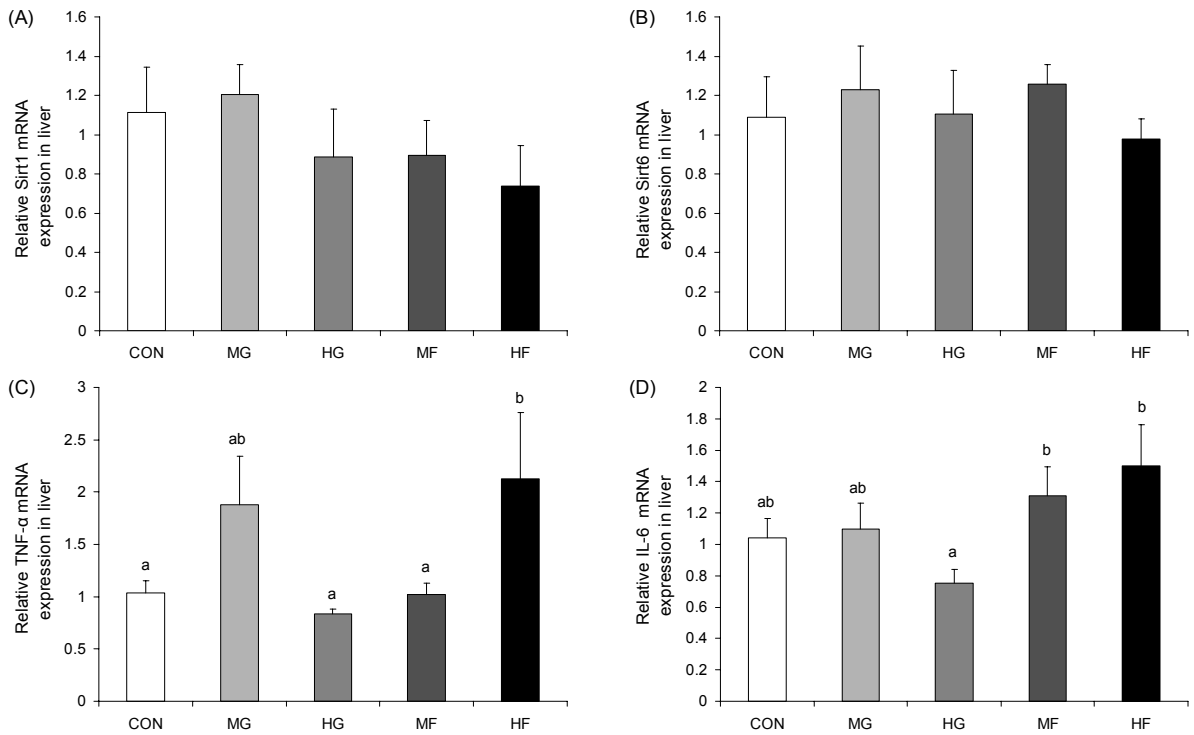 (A)
Relative Sirt1 mRNA
expression in liver
1.6
1.4
1.2
1
0.8
0.6
0.4
0.2
0
CON MG HG MF HF
(B)
Relative Sirt6 mRNA
expression in liver
1.6
1.4
1.2
1
0.8
0.6
0.4
0.2
0
CON MG HG MF HF
(C)
Relative TNF-α mRNA
expression in liver
3
2.5
2
1.5
1
0.5
0
a ab a a b
CON MG HG MF HF
(D)
Relative IL-6 mRNA
expression in liver
2
1.8
1.6
1.4
1.2
1
0.8
0.6
0.4
0.2
0
ab ab a b b
CON MG HG MF HF